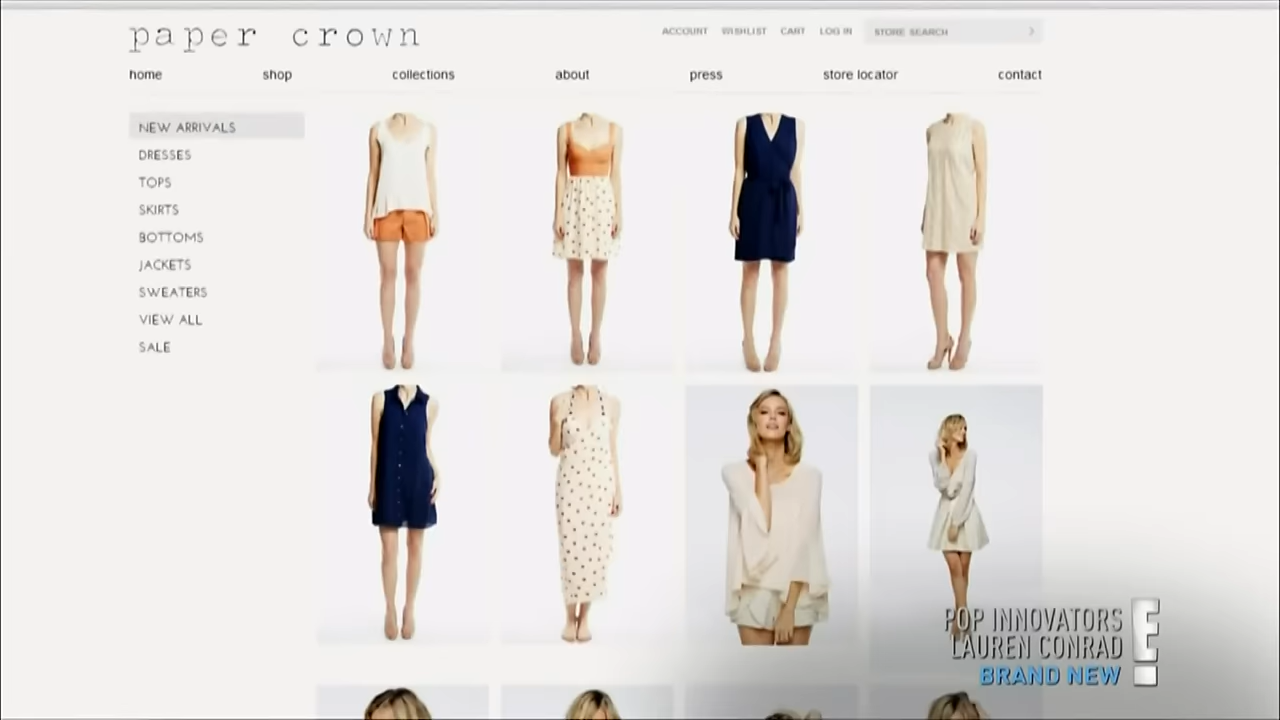 paper crown
ACCOUNT WISHLIST CART LOG IN STORE SEARCH
home shop collections about press store locator contact
NEW ARRIVALS
DRESSES
TOPS
SKIRTS
BOTTOMS
JACKETS
SWEATERS
VIEW ALL
SALE
POP INNOVATORS
LAUREN CONRAD
BRAND NEW
E!